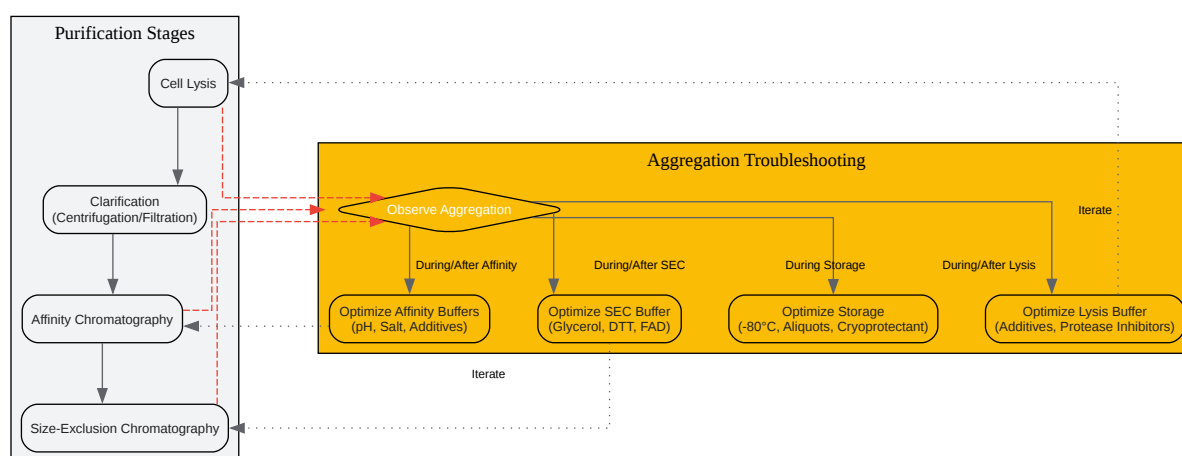 Purification Stages
Cell Lysis
Clarification
(Centrifugation/Filtration)
Affinity Chromatography
Size-Exclusion Chromatography
Aggregation Troubleshooting
Observe Aggregation
Iterate
During/After Affinity
During/After SEC
During Storage
During/After Lysis
Optimize Affinity Buffers
(pH, Salt, Additives)
Optimize SEC Buffer
(Glycerol, DTT, FAD)
Optimize Storage
(-80°C, Aliquots, Cryoprotectant)
Optimize Lysis Buffer
(Additives, Protease Inhibitors)
Iterate